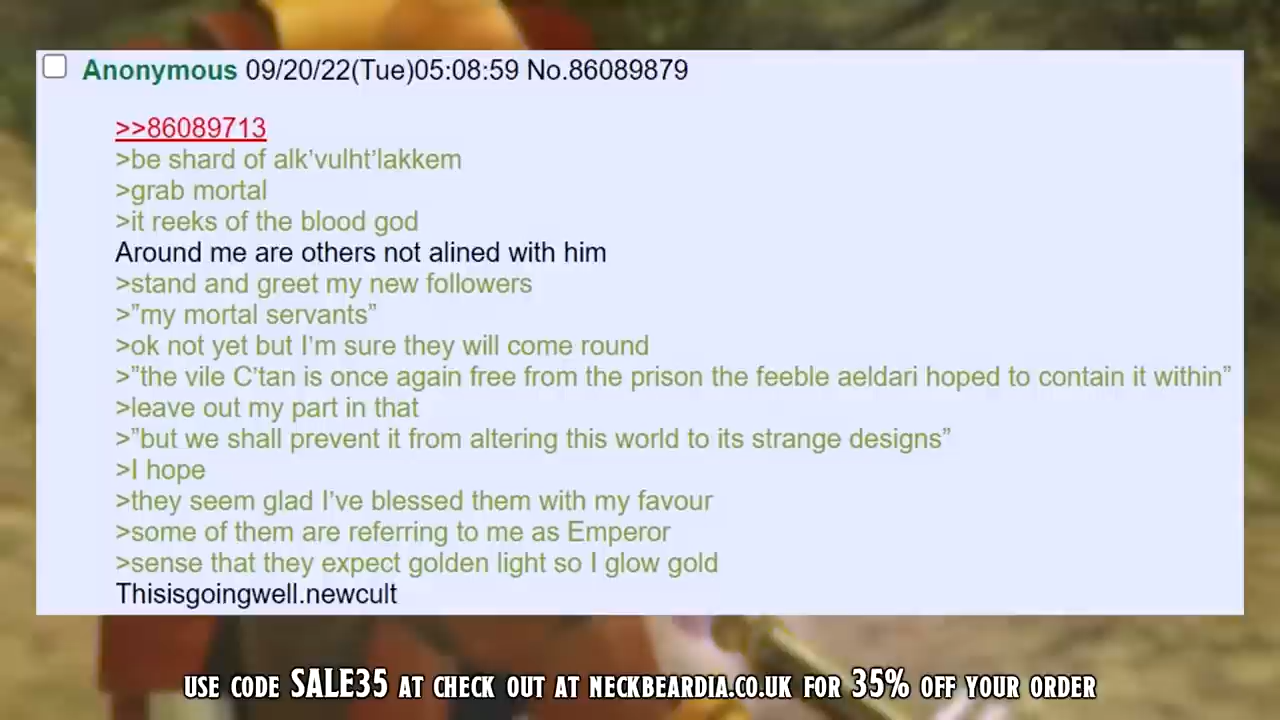 Anonymous 09/20/22(Tue)05:08:59 No.86089879
>>86089713
>be shard of alk’vulht’lakkem
>grab mortal
>it reeks of the blood god
Around me are others not alined with him
>stand and greet my new followers
>”my mortal servants”
>ok not yet but I’m sure they will come round
>”the vile C’tan is once again free from the prison the feeble aeldari hoped to contain it within”
>leave out my part in that
>”but we shall prevent it from altering this world to its strange designs”
>I hope
>they seem glad I’ve blessed them with my favour
>some of them are referring to me as Emperor
>sense that they expect golden light so I glow gold
Thisisgoingwell.newcult
USE CODE SALE35 AT CHECK OUT AT NECKBEARDIA.CO.UK FOR 35% OFF YOUR ORDER